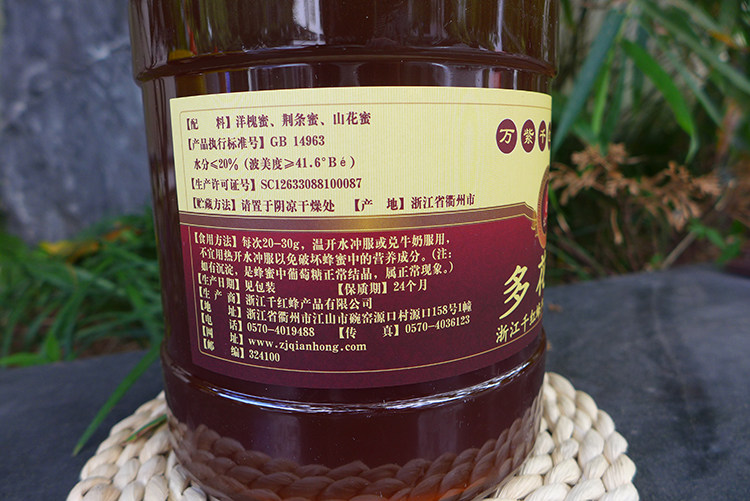 【配 料】洋槐蜜、荆条蜜、山花蜜
【产品执行标准号】GB 14963
水分≤20% (波美度≥41.6°Bé)
【生产许可证号】SC12633088100087
【贮藏方法】请置于阴凉干燥处 【产 地】浙江省衢州市
【食用方法】每次20-30g，温开水冲服或兑牛奶服用，
不宜用热开水冲服以免破坏蜂蜜中的营养成分。(注：
如有沉淀，是蜂蜜中葡萄糖正常结晶，属正常现象。)
【生产日期】见包装 【保质期】24个月
【生 产 商】浙江千红蜂产品有限公司
【地 址】浙江省衢州市江山市碗窑源口村源口158号1幢
【电 话】0570-4019488 【传 真】0570-4036123
【网 址】www.zjqianhong.com
【邮 编】324100
万紫千
多
浙江千红蜂